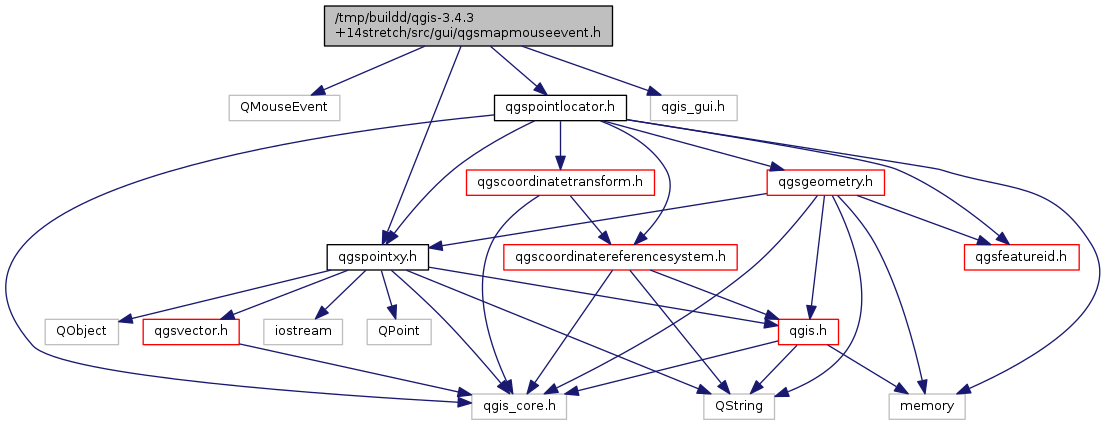 /tmp/buildd/qgis-3.4.3
+14stretch/src/gui/qgsmapmouseevent.h
QMouseEvent
qgspointlocator.h
qgis_gui.h
qgscoordinatetransform.h
qgsgeometry.h
qgspointxy.h
qgscoordinatereferencesystem.h
qgsfeatureid.h
QObject
qgsvector.h
iostream
QPoint
qgis.h
qgis_core.h
QString
memory